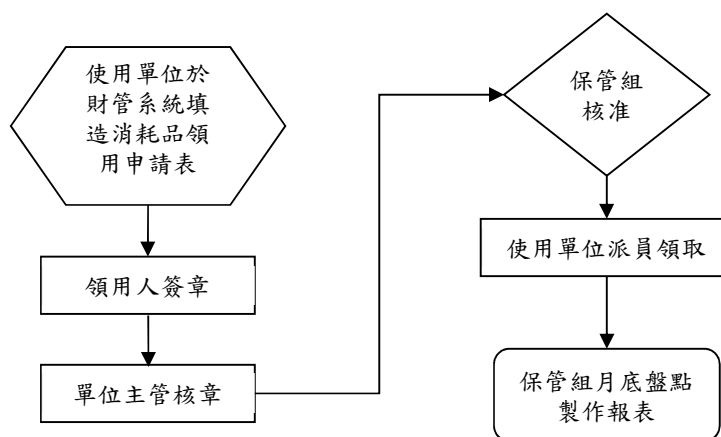 使用單位於
財管系統填
造消耗品領
用申請表
領用人簽章
單位主管核章
保管組
核准
使用單位派員領取
保管組月底盤點
製作報表